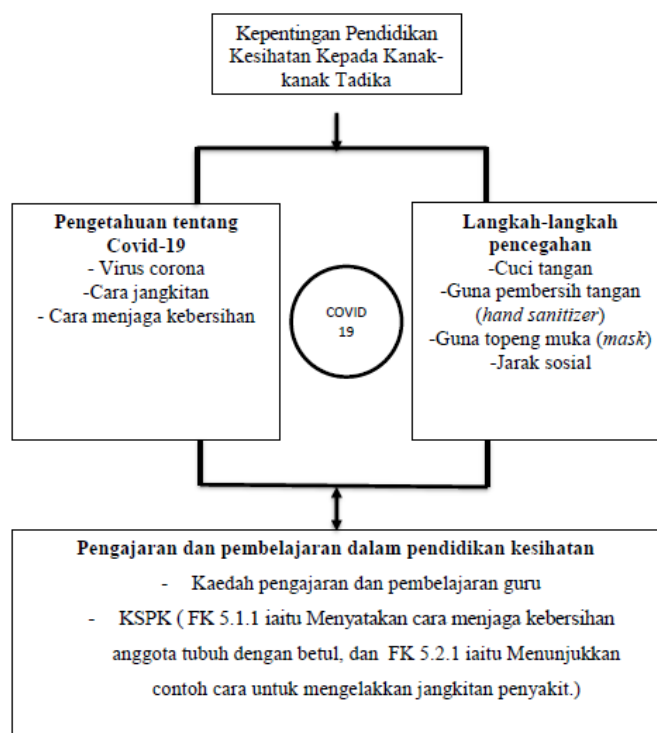 Kepentingan Pendidikan
Kesihatan Kepada Kanak-
kanak Tadika
Pengetahuan tentang
Covid-19
- Virus corona
- Cara jangkitan
- Cara menjaga kebersihan
COVID
19
Langkah-langkah
pencegahan
-Cuci tangan
-Guna pembersih tangan
(hand sanitizer)
-Guna topeng muka (mask)
-Jarak sosial
Pengajaran dan pembelajaran dalam pendidikan kesihatan
- Kaedah pengajaran dan pembelajaran guru
- KSPK ( FK 5.1.1 iaitu Menyatakan cara menjaga kebersihan
anggota tubuh dengan betul, dan FK 5.2.1 iaitu Menunjukkan
contoh cara untuk mengelakkan jangkitan penyakit.)